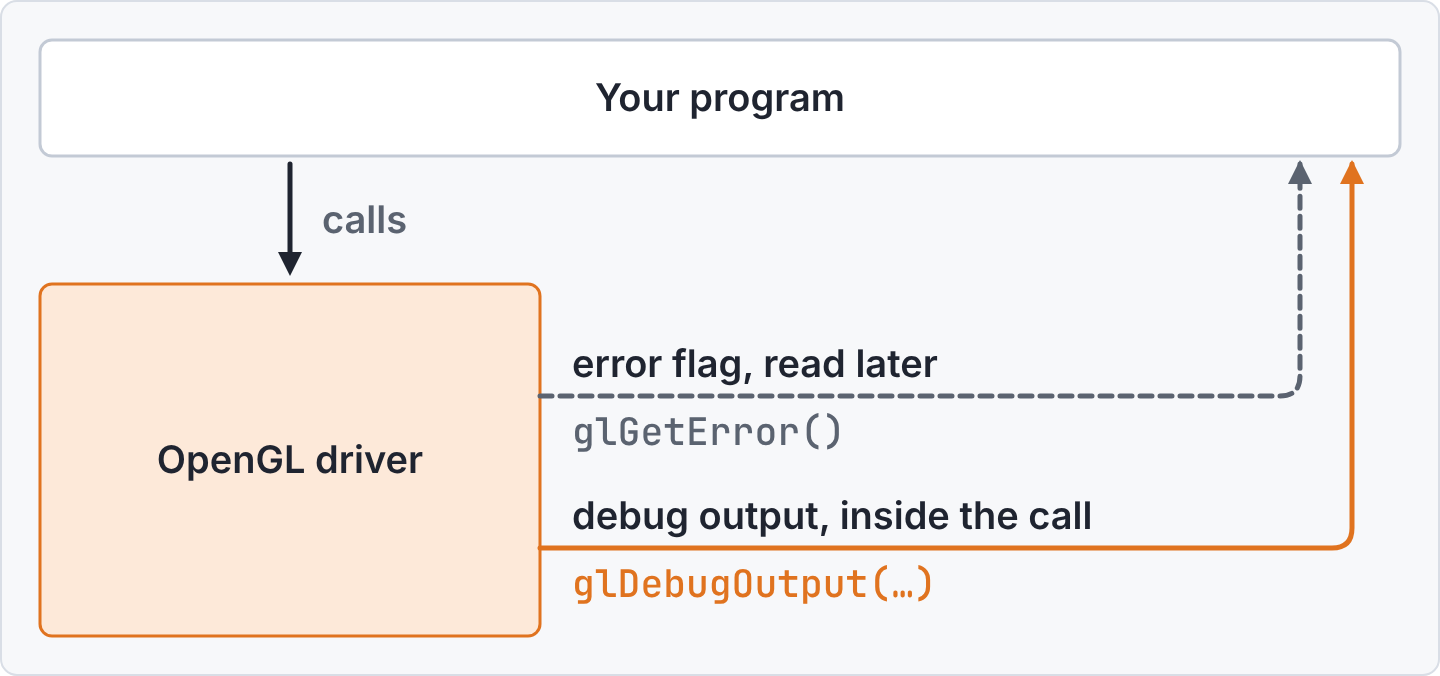 Your program
calls
error flag, read later
glGetError()
OpenGL driver
debug output, inside the call
glDebugOutput(…)